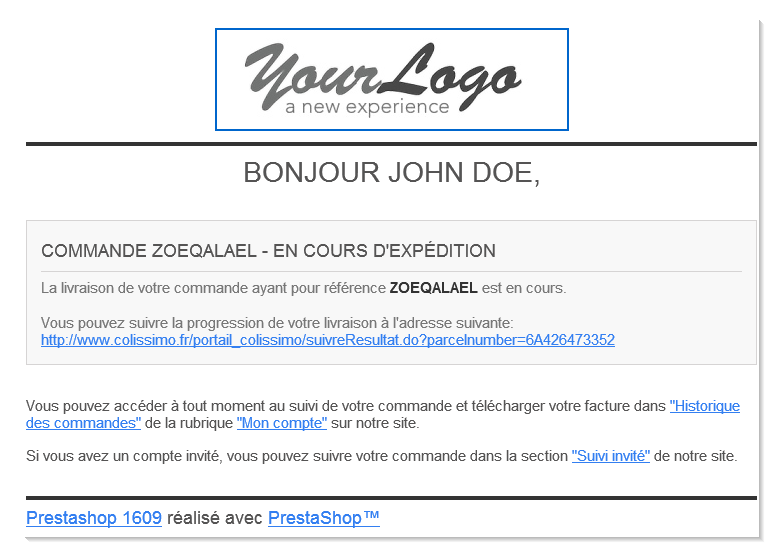 YourLogo
a new experience
BONJOUR JOHN DOE,
COMMANDE ZOEQALAEL - EN COURS D'EXPÉDITION
La livraison de votre commande ayant pour référence ZOEQALAEL est en cours.
Vous pouvez suivre la progression de votre livraison à l'adresse suivante:
http://www.colissimo.fr/portail_colissimo/suivreResultat.do?parcelnumber=6A426473352
Vous pouvez accéder à tout moment au suivi de votre commande et télécharger votre facture dans "Historique
des commandes" de la rubrique "Mon compte" sur notre site.
Si vous avez un compte invité, vous pouvez suivre votre commande dans la section "Suivi invité" de notre site.
Prestashop 1609 réalisé avec PrestaShop™